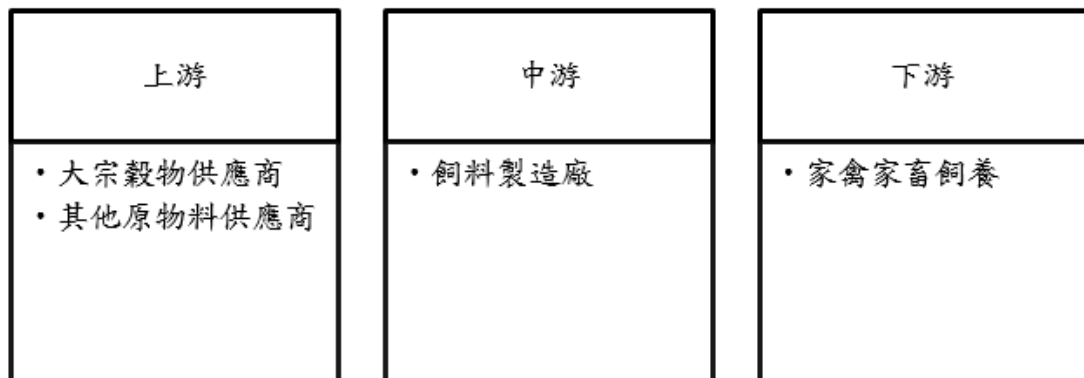 上游
・大宗穀物供應商
・其他原物料供應商
中游
・飼料製造廠
下游
・家禽家畜飼養